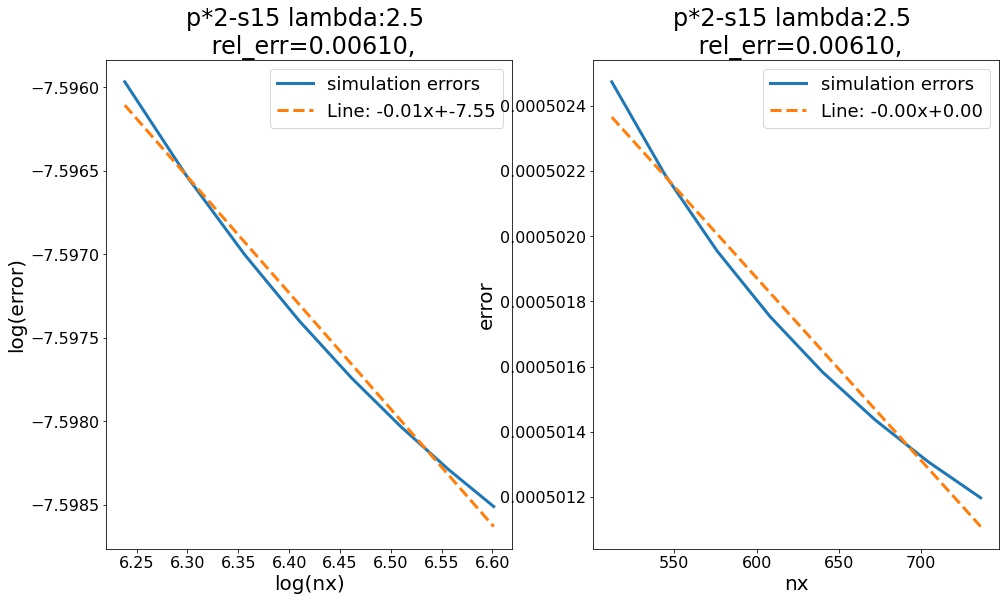 p*2-s15 lambda:2.5
rel_err=0.00610,
simulation errors
Line: -0.01x+-7.55
−7.5960
−7.5965
−7.5970
−7.5975
−7.5980
−7.5985
log(error)
6.25 6.30 6.35 6.40 6.45 6.50 6.55 6.60
log(nx)
p*2-s15 lambda:2.5
rel_err=0.00610,
simulation errors
Line: -0.00x+0.00
0.0005024
0.0005022
0.0005020
0.0005018
0.0005016
0.0005014
0.0005012
error
550 600 650 700
nx